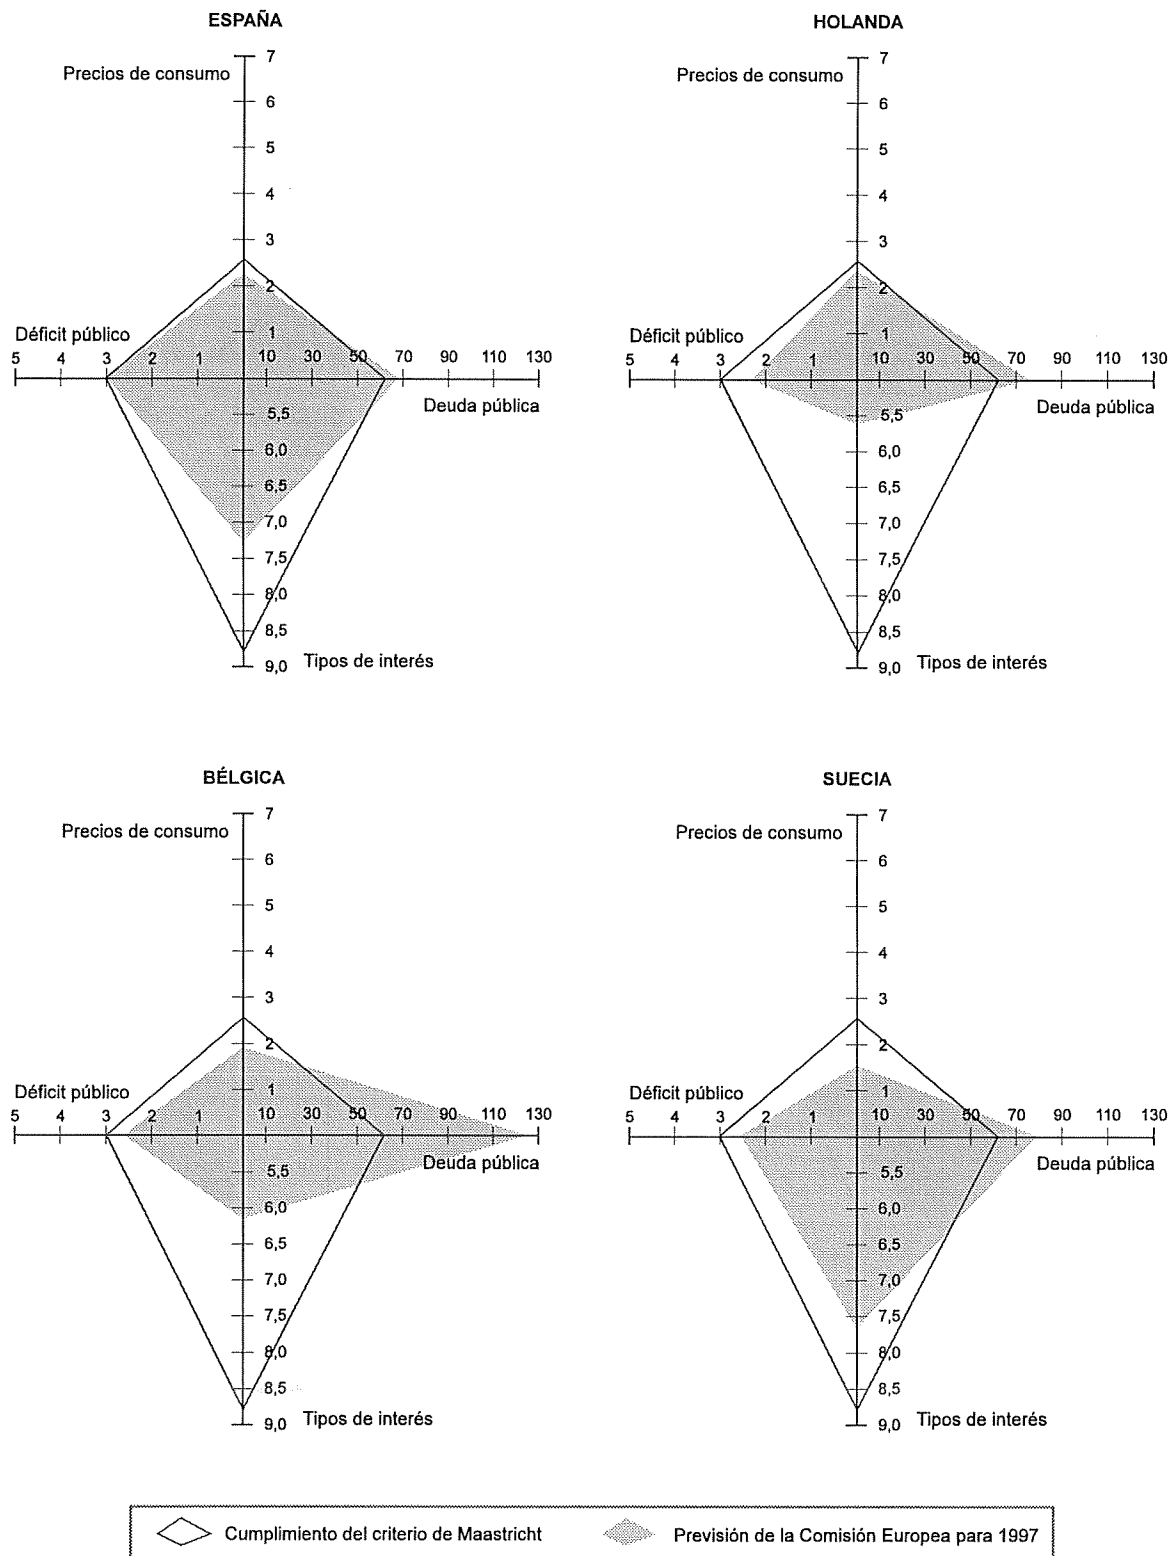 ESPAÑA
Precios de consumo
7
6
5
4
3
2
1
Déficit público
5 4 3 2 1 10 30 50 70 90 110 130
Deuda pública
5,5
6,0
6,5
7,0
7,5
8,0
8,5
9,0 Tipos de interés
HOLANDA
Precios de consumo
7
6
5
4
3
2
1
Déficit público
5 4 3 2 1 10 30 50 70 90 110 130
Deuda pública
5,5
6,0
6,5
7,0
7,5
8,0
8,5
9,0 Tipos de interés
BÉLGICA
Precios de consumo
7
6
5
4
3
2
1
Déficit público
5 4 3 2 1 10 30 50 70 90 110 130
Deuda pública
5,5
6,0
6,5
7,0
7,5
8,0
8,5
9,0 Tipos de interés
SUECIA
Precios de consumo
7
6
5
4
3
2
1
Déficit público
5 4 3 2 1 10 30 50 70 90 110 130
Deuda pública
5,5
6,0
6,5
7,0
7,5
8,0
8,5
9,0 Tipos de interés
Cumplimiento del criterio de Maastricht
Previsión de la Comisión Europea para 1997